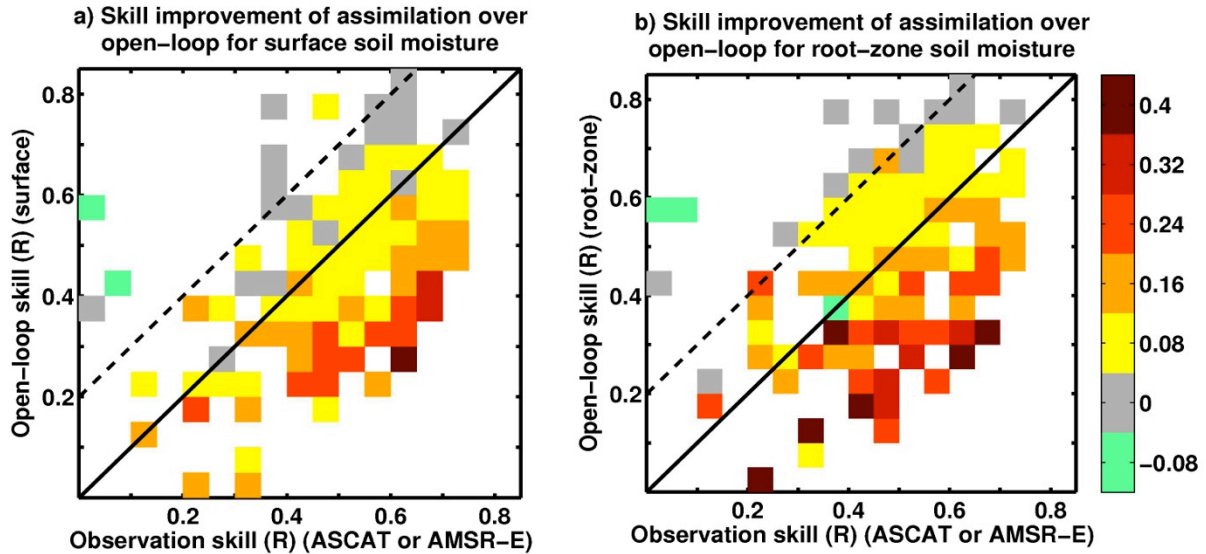 a) Skill improvement of assimilation over
open−loop for surface soil moisture
Open−loop skill (R) (surface)
0.8
0.6
0.4
0.2
0.2 0.4 0.6 0.8
Observation skill (R) (ASCAT or AMSR−E)
b) Skill improvement of assimilation over
open−loop for root−zone soil moisture
Open−loop skill (R) (root−zone)
0.8
0.6
0.4
0.2
0.2 0.4 0.6 0.8
Observation skill (R) (ASCAT or AMSR−E)
0.4
0.32
0.24
0.16
0.08
0
−0.08